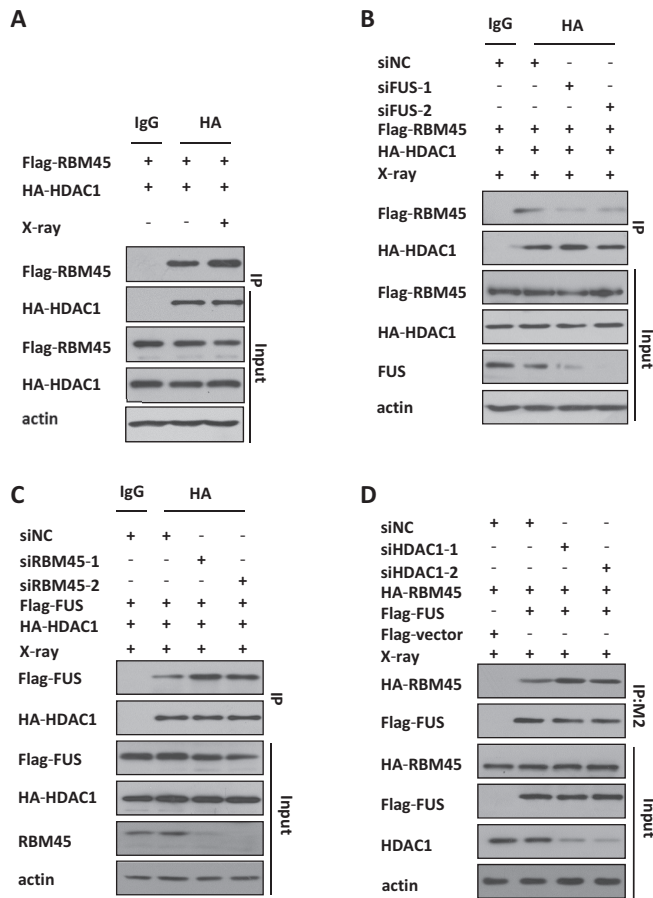 A
IgG HA
Flag-RBM45 + + +
HA-HDAC1 + + +
X-ray - - +
Flag-RBM45
HA-HDAC1
Flag-RBM45
HA-HDAC1
actin
IP
Input
B
IgG HA
siNC + + - -
siFUS-1 - - + -
siFUS-2 - - - +
Flag-RBM45 + + + +
HA-HDAC1 + + + +
X-ray + + + +
Flag-RBM45
HA-HDAC1
Flag-RBM45
HA-HDAC1
FUS
actin
IP
Input
C
IgG HA
siNC + + - -
siRBM45-1 - - + -
siRBM45-2 - - - +
Flag-FUS + + + +
HA-HDAC1 + + + +
X-ray + + + +
Flag-FUS
HA-HDAC1
Flag-FUS
HA-HDAC1
RBM45
actin
IP
Input
D
siNC + + - -
siHDAC1-1 - - + -
siHDAC1-2 - - - +
HA-RBM45 + + + +
Flag-FUS - + + +
Flag-vector + - - -
X-ray + + + +
HA-RBM45
Flag-FUS
HA-RBM45
Flag-FUS
HDAC1
actin
IP:M2
Input